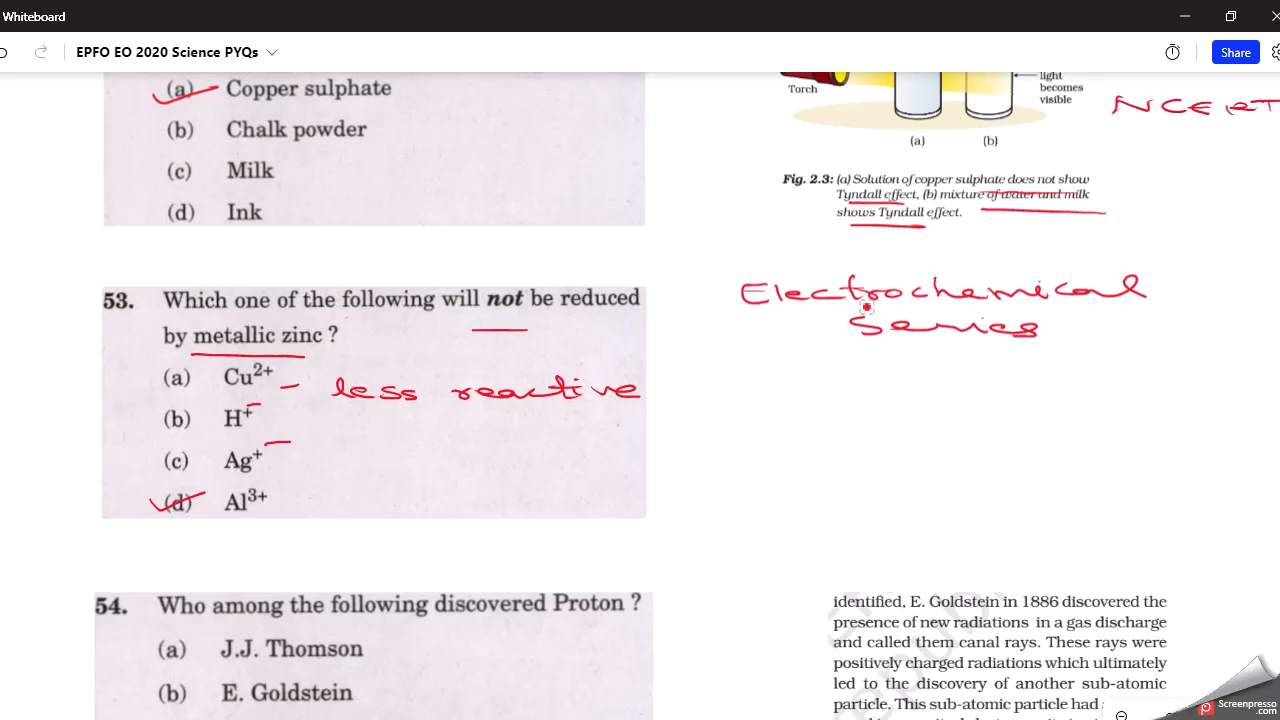 Whiteboard
EPFO EO 2020 Science PYQs
Share
(a) Copper sulphate
(b) Chalk powder
(c) Milk
(d) Ink
Torch
light
becomes
visible
(a) (b)
NCERT
Fig. 2.3: (a) Solution of copper sulphate does not show
Tyndall effect, (b) mixture of water and milk
shows Tyndall effect.
53. Which one of the following will not be reduced
by metallic zinc ?
(a) Cu²⁺
(b) H⁺
(c) Ag⁺
(d) Al³⁺
less reactive
Electrochemical
Series
54. Who among the following discovered Proton ?
(a) J.J. Thomson
(b) E. Goldstein
identified, E. Goldstein in 1886 discovered the
presence of new radiations in a gas discharge
and called them canal rays. These rays were
positively charged radiations which ultimately
led to the discovery of another sub-atomic
particle. This sub-atomic particle had
Screenpresso
.com